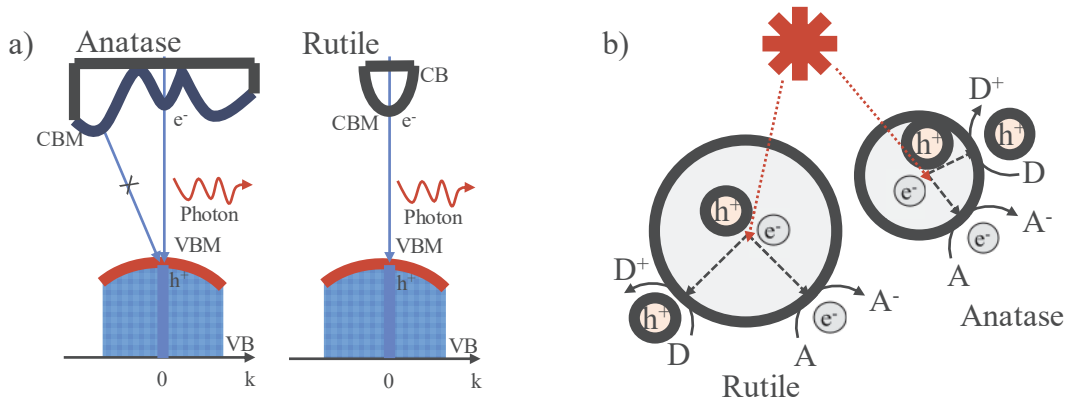 a)
Anatase
CBM
e-
Photon
VBM
h+
VB
0
k
Rutile
CB
CBM
e-
Photon
VBM
h+
VB
0
k
b)
h+
e-
D+
h+
D
A
e-
A-
Rutile
h+
e-
D+
h+
D
A-
e-
A
Anatase